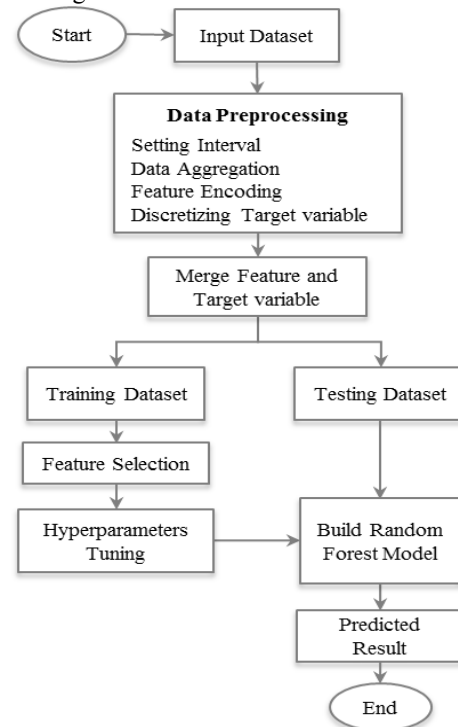 Start
Input Dataset
Data Preprocessing
Setting Interval
Data Aggregation
Feature Encoding
Discretizing Target variable
Merge Feature and
Target variable
Training Dataset
Testing Dataset
Feature Selection
Hyperparameters
Tuning
Build Random
Forest Model
Predicted
Result
End